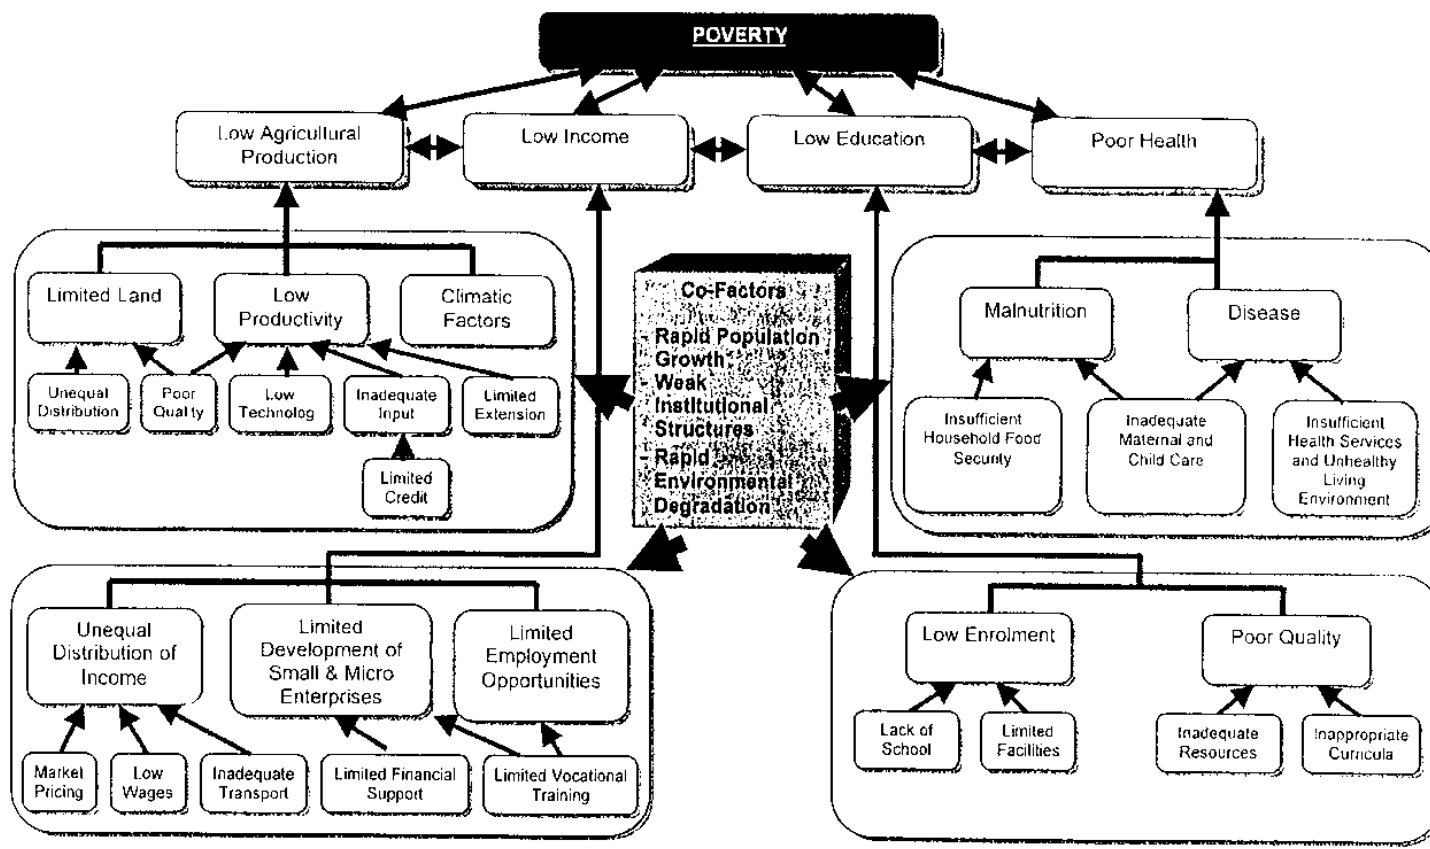 POVERTY
Low Agricultural
Production
Low Income
Low Education
Poor Health
Limited Land
Low
Productivity
Climatic
Factors
Unequal
Distribution
Poor
Quality
Low
Technolog
Inadequate
Input
Limited
Extension
Limited
Credit
Co-Factors
- Rapid Population
Growth
- Weak
Institutional
Structures
- Rapid
Environmental
Degradation
Malnutrition
Disease
Insufficient
Household Food
Security
Inadequate
Maternal and
Child Care
Insufficient
Health Services
and Unhealthy
Living
Environment
Unequal
Distribution of
Income
Limited
Development of
Small & Micro
Enterprises
Limited
Employment
Opportunities
Market
Pricing
Low
Wages
Inadequate
Transport
Limited Financial
Support
Limited Vocational
Training
Low Enrolment
Poor Quality
Lack of
School
Limited
Facilities
Inadequate
Resources
Inappropriate
Curricula